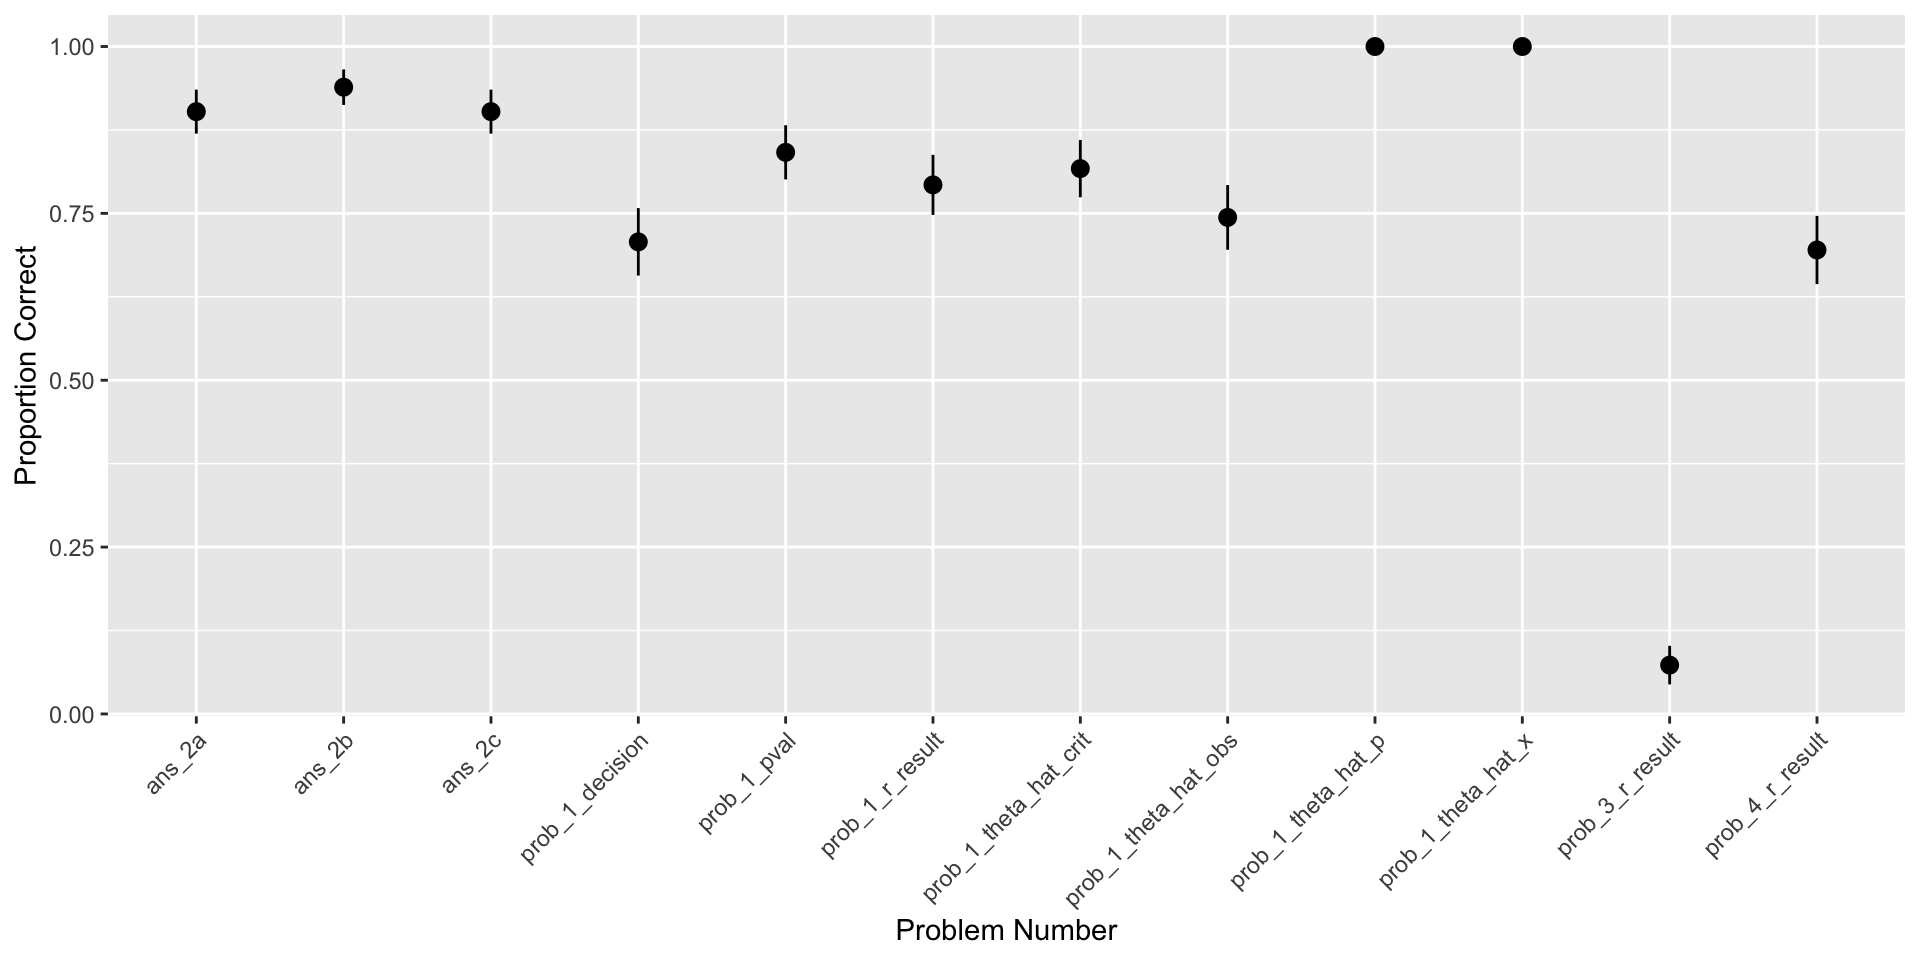 Proportion Correct
1.00
0.75
0.50
0.25
0.00
ans_2a
ans_2b
ans_2c
prob_1_decision
prob_1_pval
prob_1_r_result
prob_1_theta_hat_crit
prob_1_theta_hat_obs
prob_1_theta_hat_p
prob_1_theta_hat_x
prob_3_r_result
prob_4_r_result
Problem Number